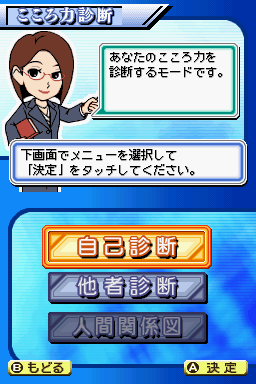 こころ力診断
あなたのこころ力を
診断するモードです。
下画面でメニューを選択して
「決定」をタッチしてください。
自己診断
他者診断
人間関係図
Ⓑもどる
Ⓐ決定